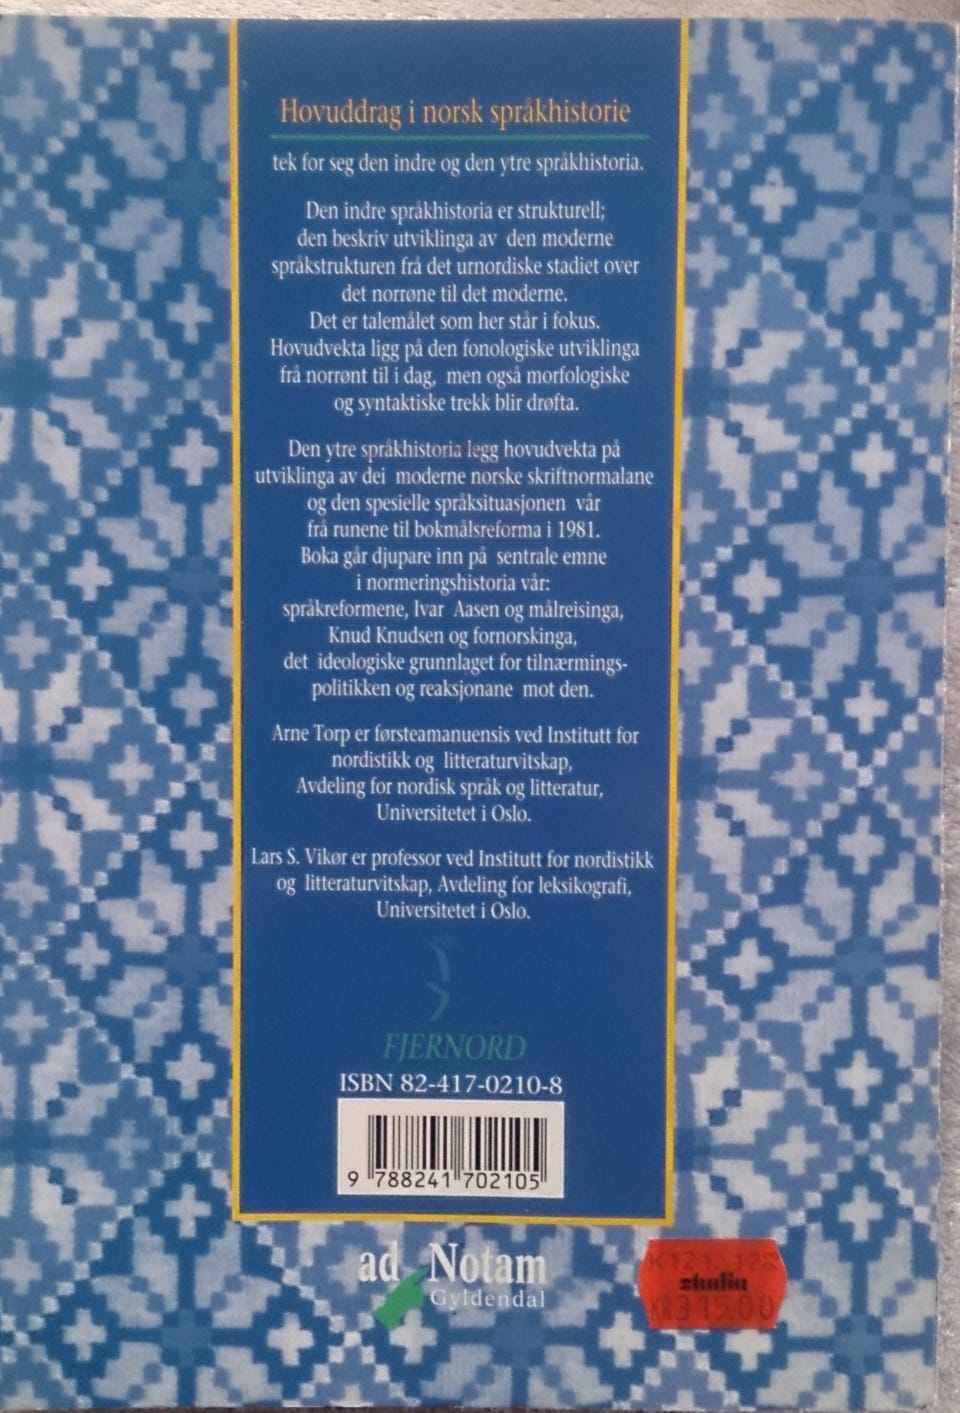 Hovuddrag i norsk språkhistorie
tek for seg den indre og den ytre språkhistoria.
Den indre språkhistoria er strukturell;
den beskriv utviklinga av den moderne
språkstrukturen frå det urnordiske stadiet over
det norrøne til det moderne.
Det er talemålet som her står i fokus.
Hovudvekta ligg på den fonologiske utviklinga
frå norrønt til i dag, men også morfologiske
og syntaktiske trekk blir drøfta.
Den ytre språkhistoria legg hovudvekta på
utviklinga av dei moderne norske skriftnormalane
og den spesielle språksituasjonen vår
frå runene til bokmålsreforma i 1981.
Boka går djupare inn på sentrale emne
i normeringshistoria vår:
språkreformene, Ivar Aasen og målreisinga,
Knud Knudsen og fornorskinga,
det ideologiske grunnlaget for tilnærmings-
politikken og reaksjonane mot den.
Arne Torp er førsteamanuensis ved Institutt for
nordistikk og litteraturvitskap,
Avdeling for nordisk språk og litteratur,
Universitetet i Oslo.
Lars S. Vikør er professor ved Institutt for nordistikk
og litteraturvitskap, Avdeling for leksikografi,
Universitetet i Oslo.
FJERNORD
ISBN 82-417-0210-8
9 788241 702105
ad Notam
Gyldendal
K121 122
studia
KR315.00